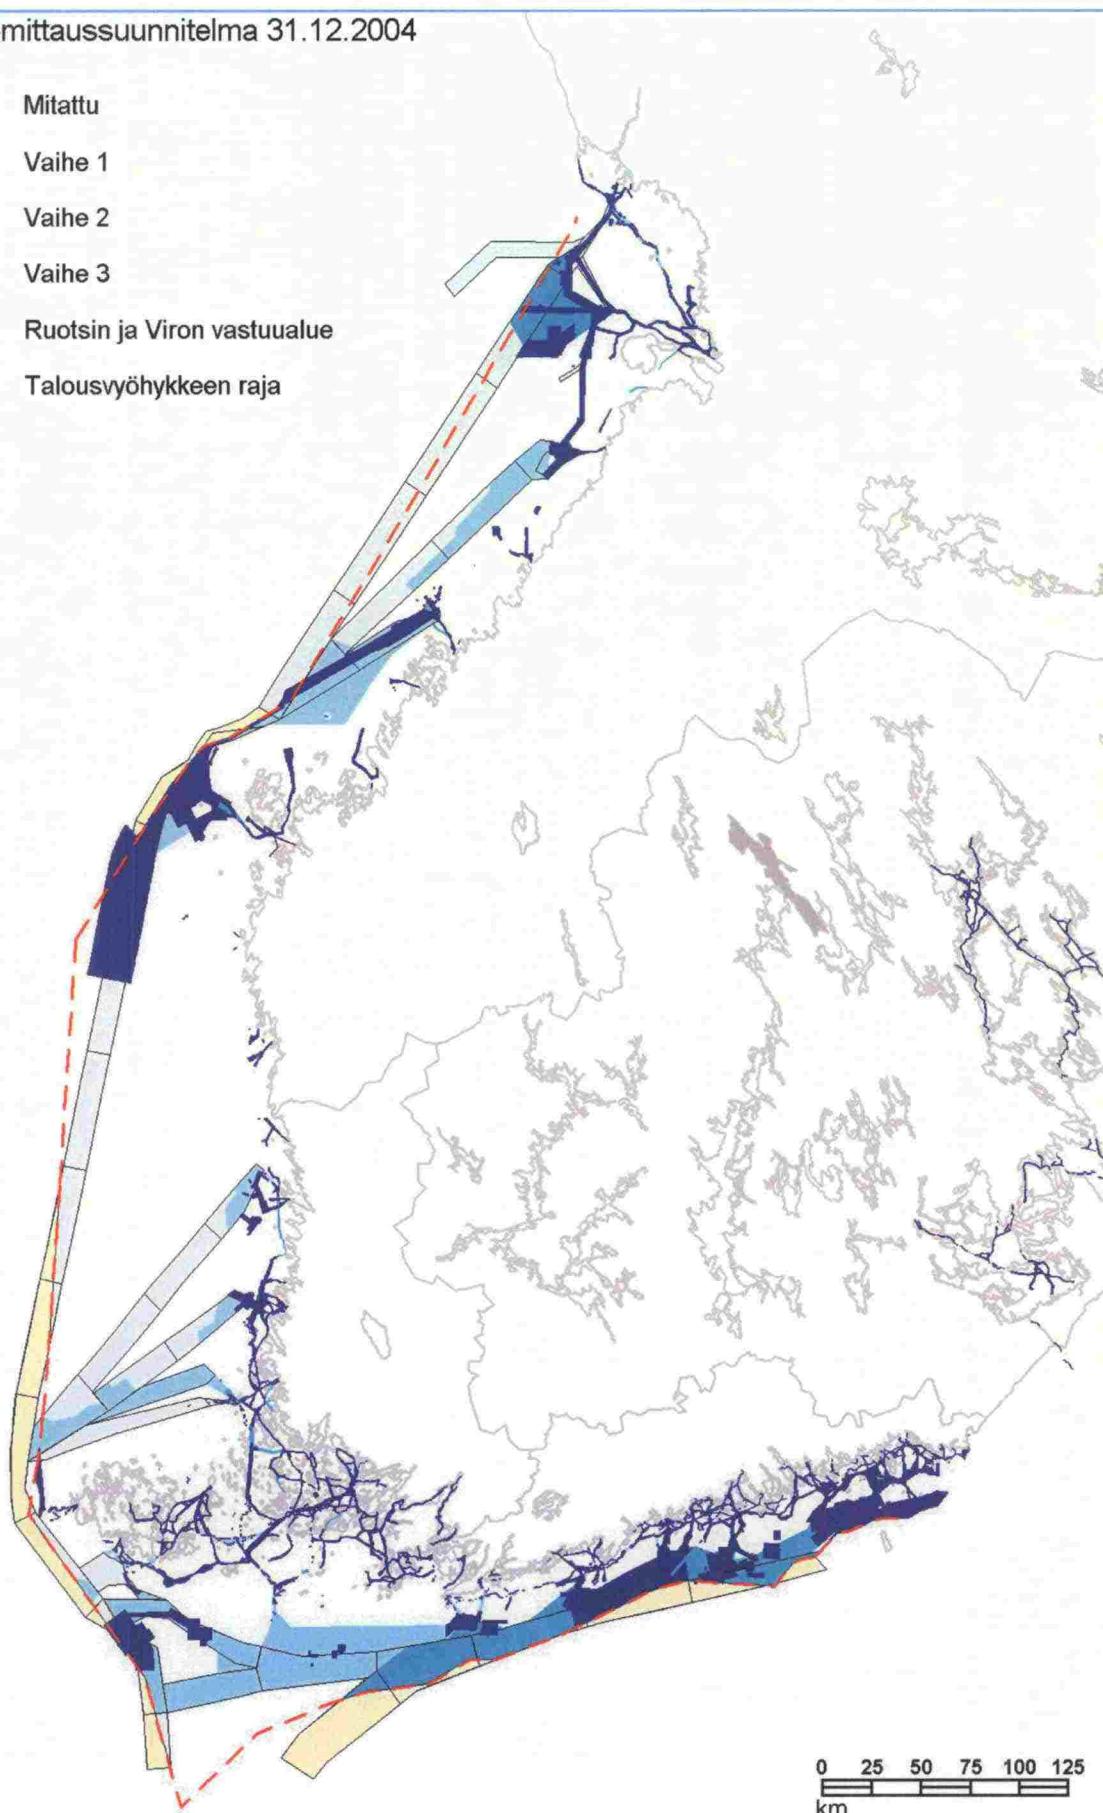 mittaussuunnitelma 31.12.2004
Mitattu
Vaihe 1
Vaihe 2
Vaihe 3
Ruotsin ja Viron vastuualue
Talousvyöhykkeen raja
0 25 50 75 100 125
km